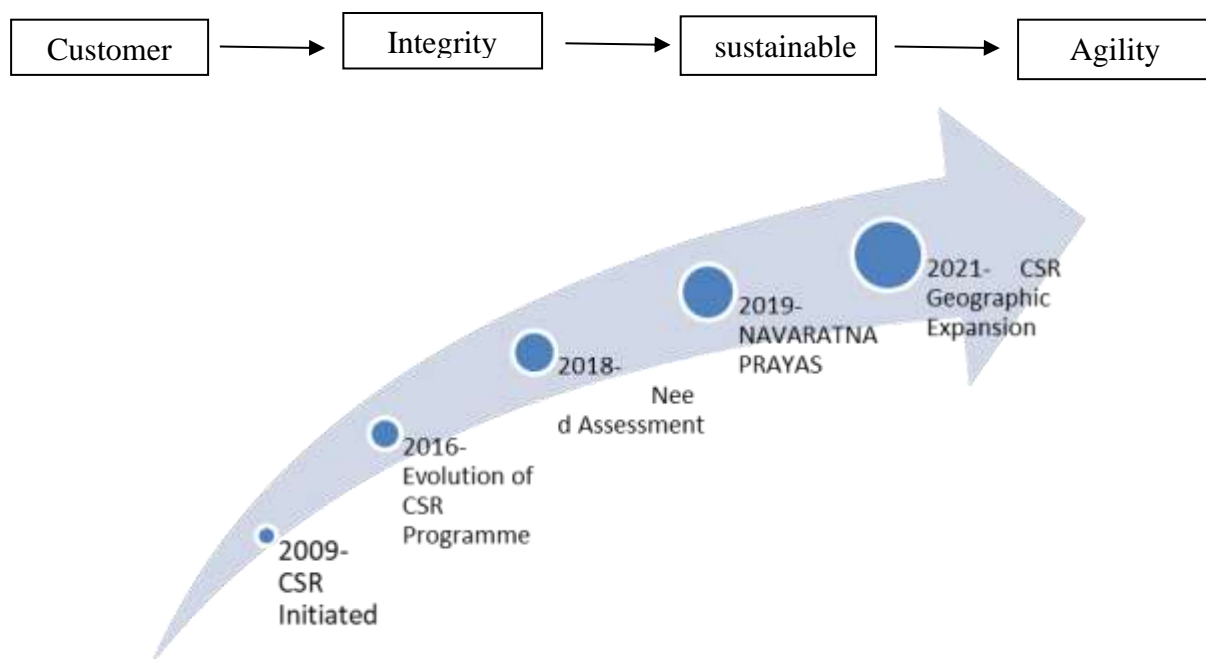 Customer
Integrity
sustainable
Agility
2021- CSR
Geographic
Expansion
2019-
NAVARATNA
PRAYAS
2018-
Nee
d Assessment
2016-
Evolution of
CSR
Programme
2009-
CSR
Initiated